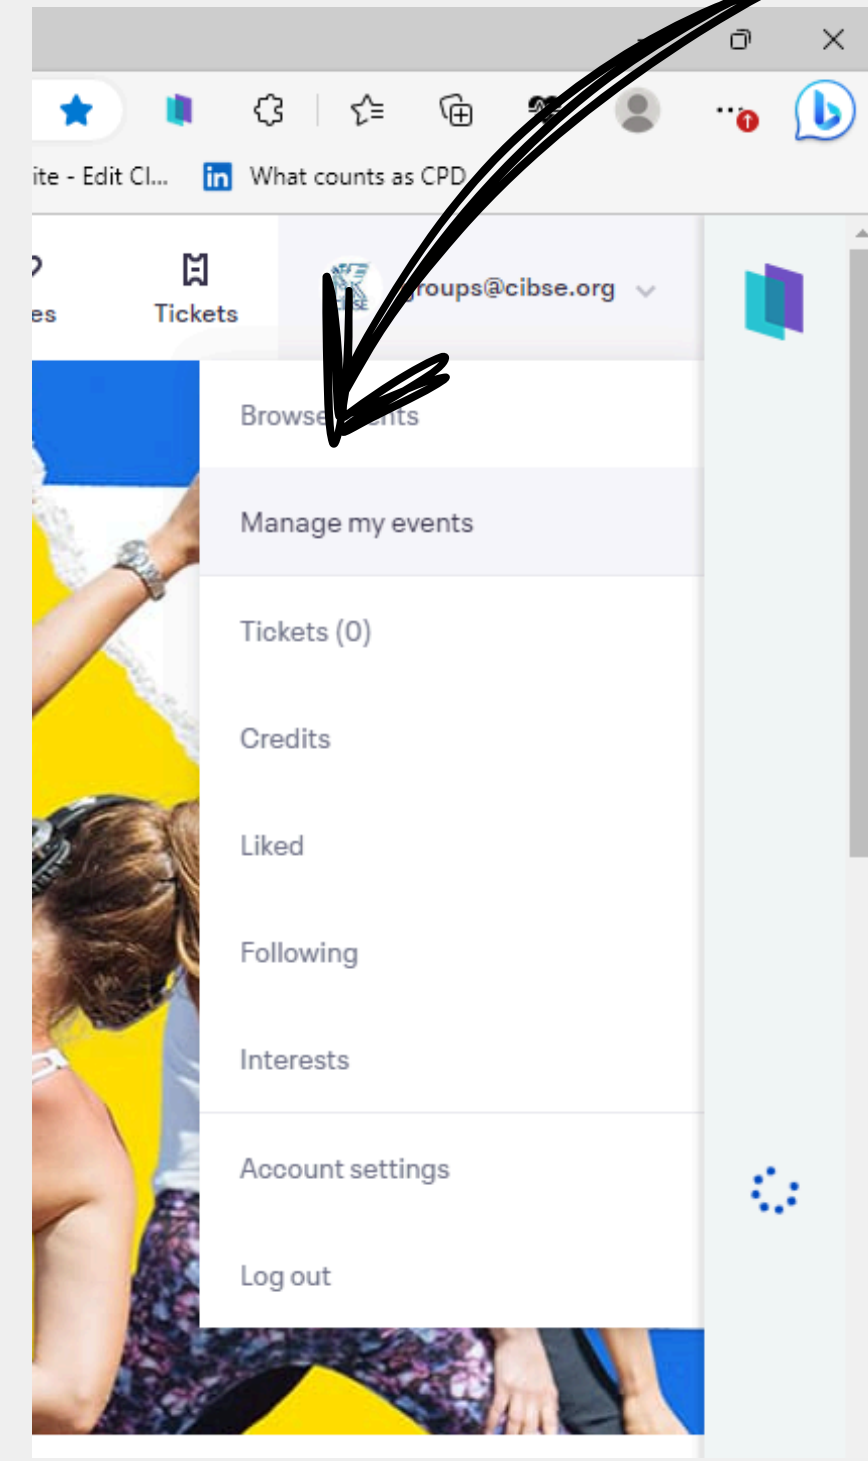 ite - Edit Cl... What counts as CPD
es Tickets groups@cibse.org
Browse
Manage my events
Tickets (0)
Credits
Liked
Following
Interests
Account settings
Log out